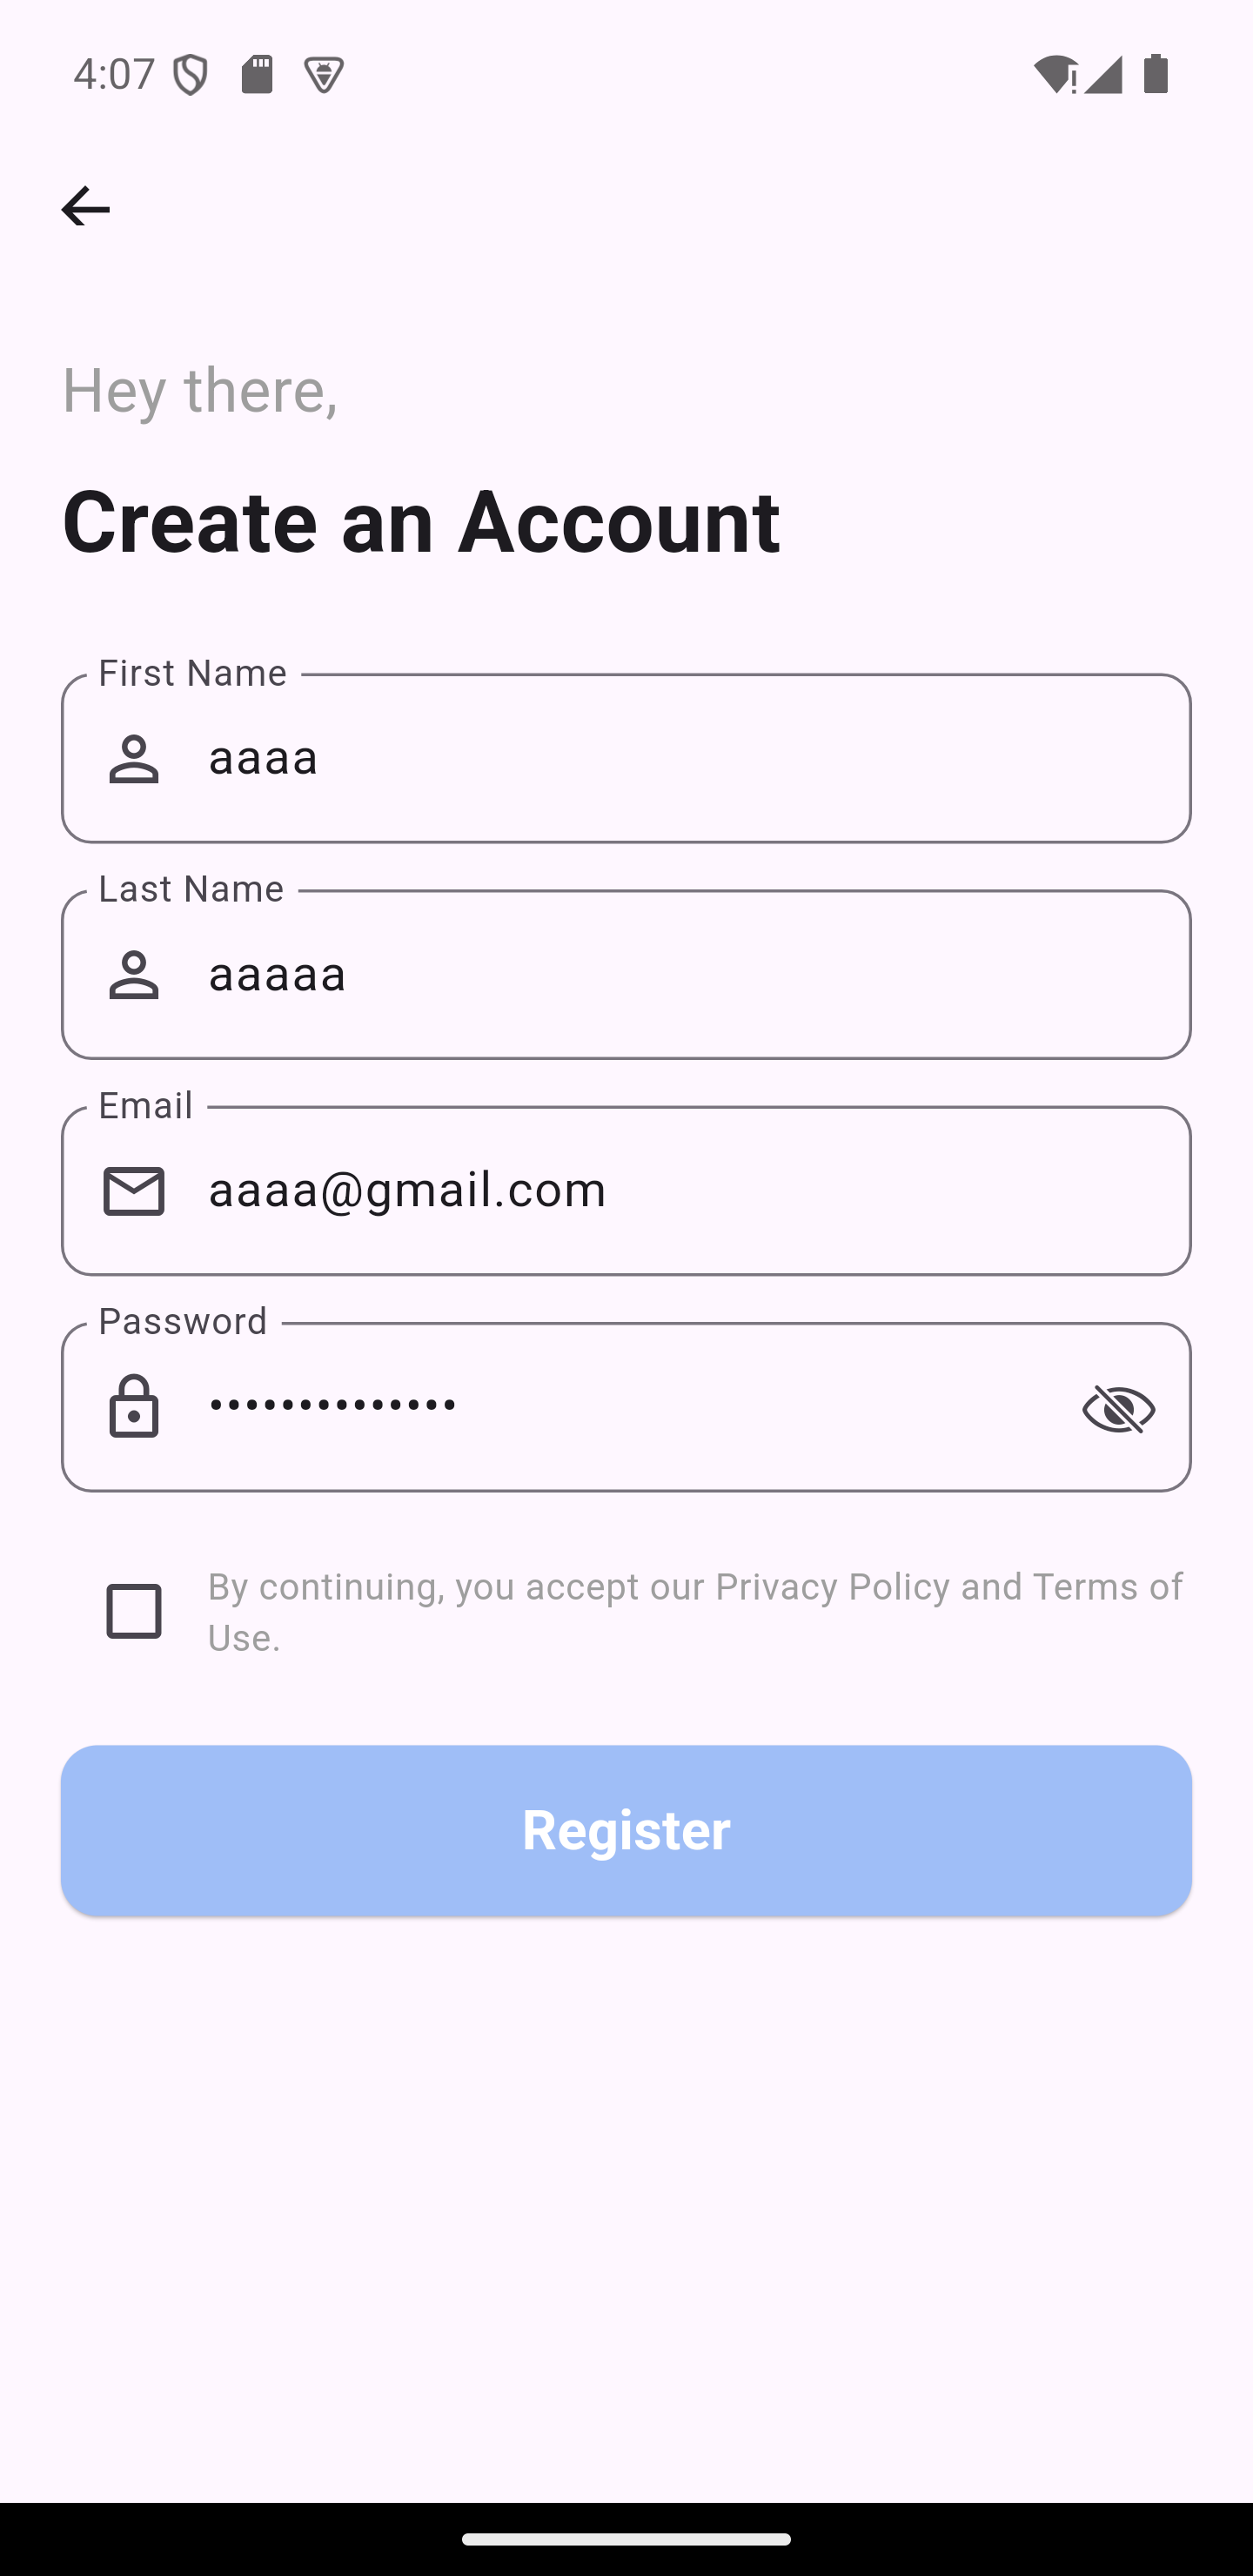 4:07
Hey there,
Create an Account
First Name
aaaa
Last Name
aaaaa
Email
aaaa@gmail.com
Password
••••••••••••••
By continuing, you accept our Privacy Policy and Terms of
Use.
Register